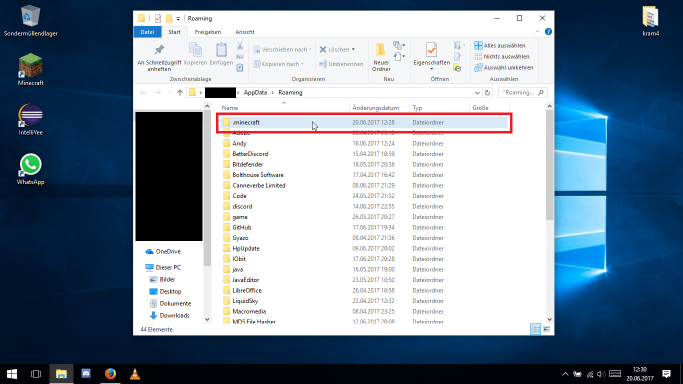 Sondermüllendlager
Minecraft
IntelliYee
WhatsApp
kram4
Roaming
Datei Start Freigeben Ansicht
An Schnellzugriff anheften
Kopieren
Einfügen
Verschieben nach
Kopieren nach
Löschen
Umbenennen
Neuer Ordner
Eigenschaften
Alles auswählen
Nichts auswählen
Auswahl umkehren
Zwischenablage Organisieren Neu Öffnen Auswählen
AppData > Roaming
"Roaming...
Name Änderungsdatum Typ Größe
.minecraft 20.06.2017 12:28 Dateiordner
Adobe Dateiordner
Andy 16.06.2017 12:24 Dateiordner
BetterDiscord 15.04.2017 18:59 Dateiordner
Bitdefender 18.05.2017 20:38 Dateiordner
Bolthouse Software 17.04.2017 16:42 Dateiordner
Canneverbe Limited 08.06.2017 21:29 Dateiordner
Code 24.05.2017 21:32 Dateiordner
discord 14.06.2017 22:55 Dateiordner
game 26.05.2017 20:27 Dateiordner
GitHub 17.06.2017 19:34 Dateiordner
Gyazo 09.04.2017 21:36 Dateiordner
HpUpdate 09.06.2017 20:02 Dateiordner
IObit 17.06.2017 20:28 Dateiordner
java 16.05.2017 19:00 Dateiordner
JavaEditor 23.05.2017 10:50 Dateiordner
LibreOffice 26.04.2017 16:58 Dateiordner
LiquidSky 23.04.2017 12:32 Dateiordner
Macromedia 08.04.2017 23:25 Dateiordner
MD5 File Hasher 12.06.2017 20:08 Dateiordner
OneDrive
Dieser PC
Bilder
Desktop
Dokumente
Downloads
44 Elemente
12:30
20.06.2017